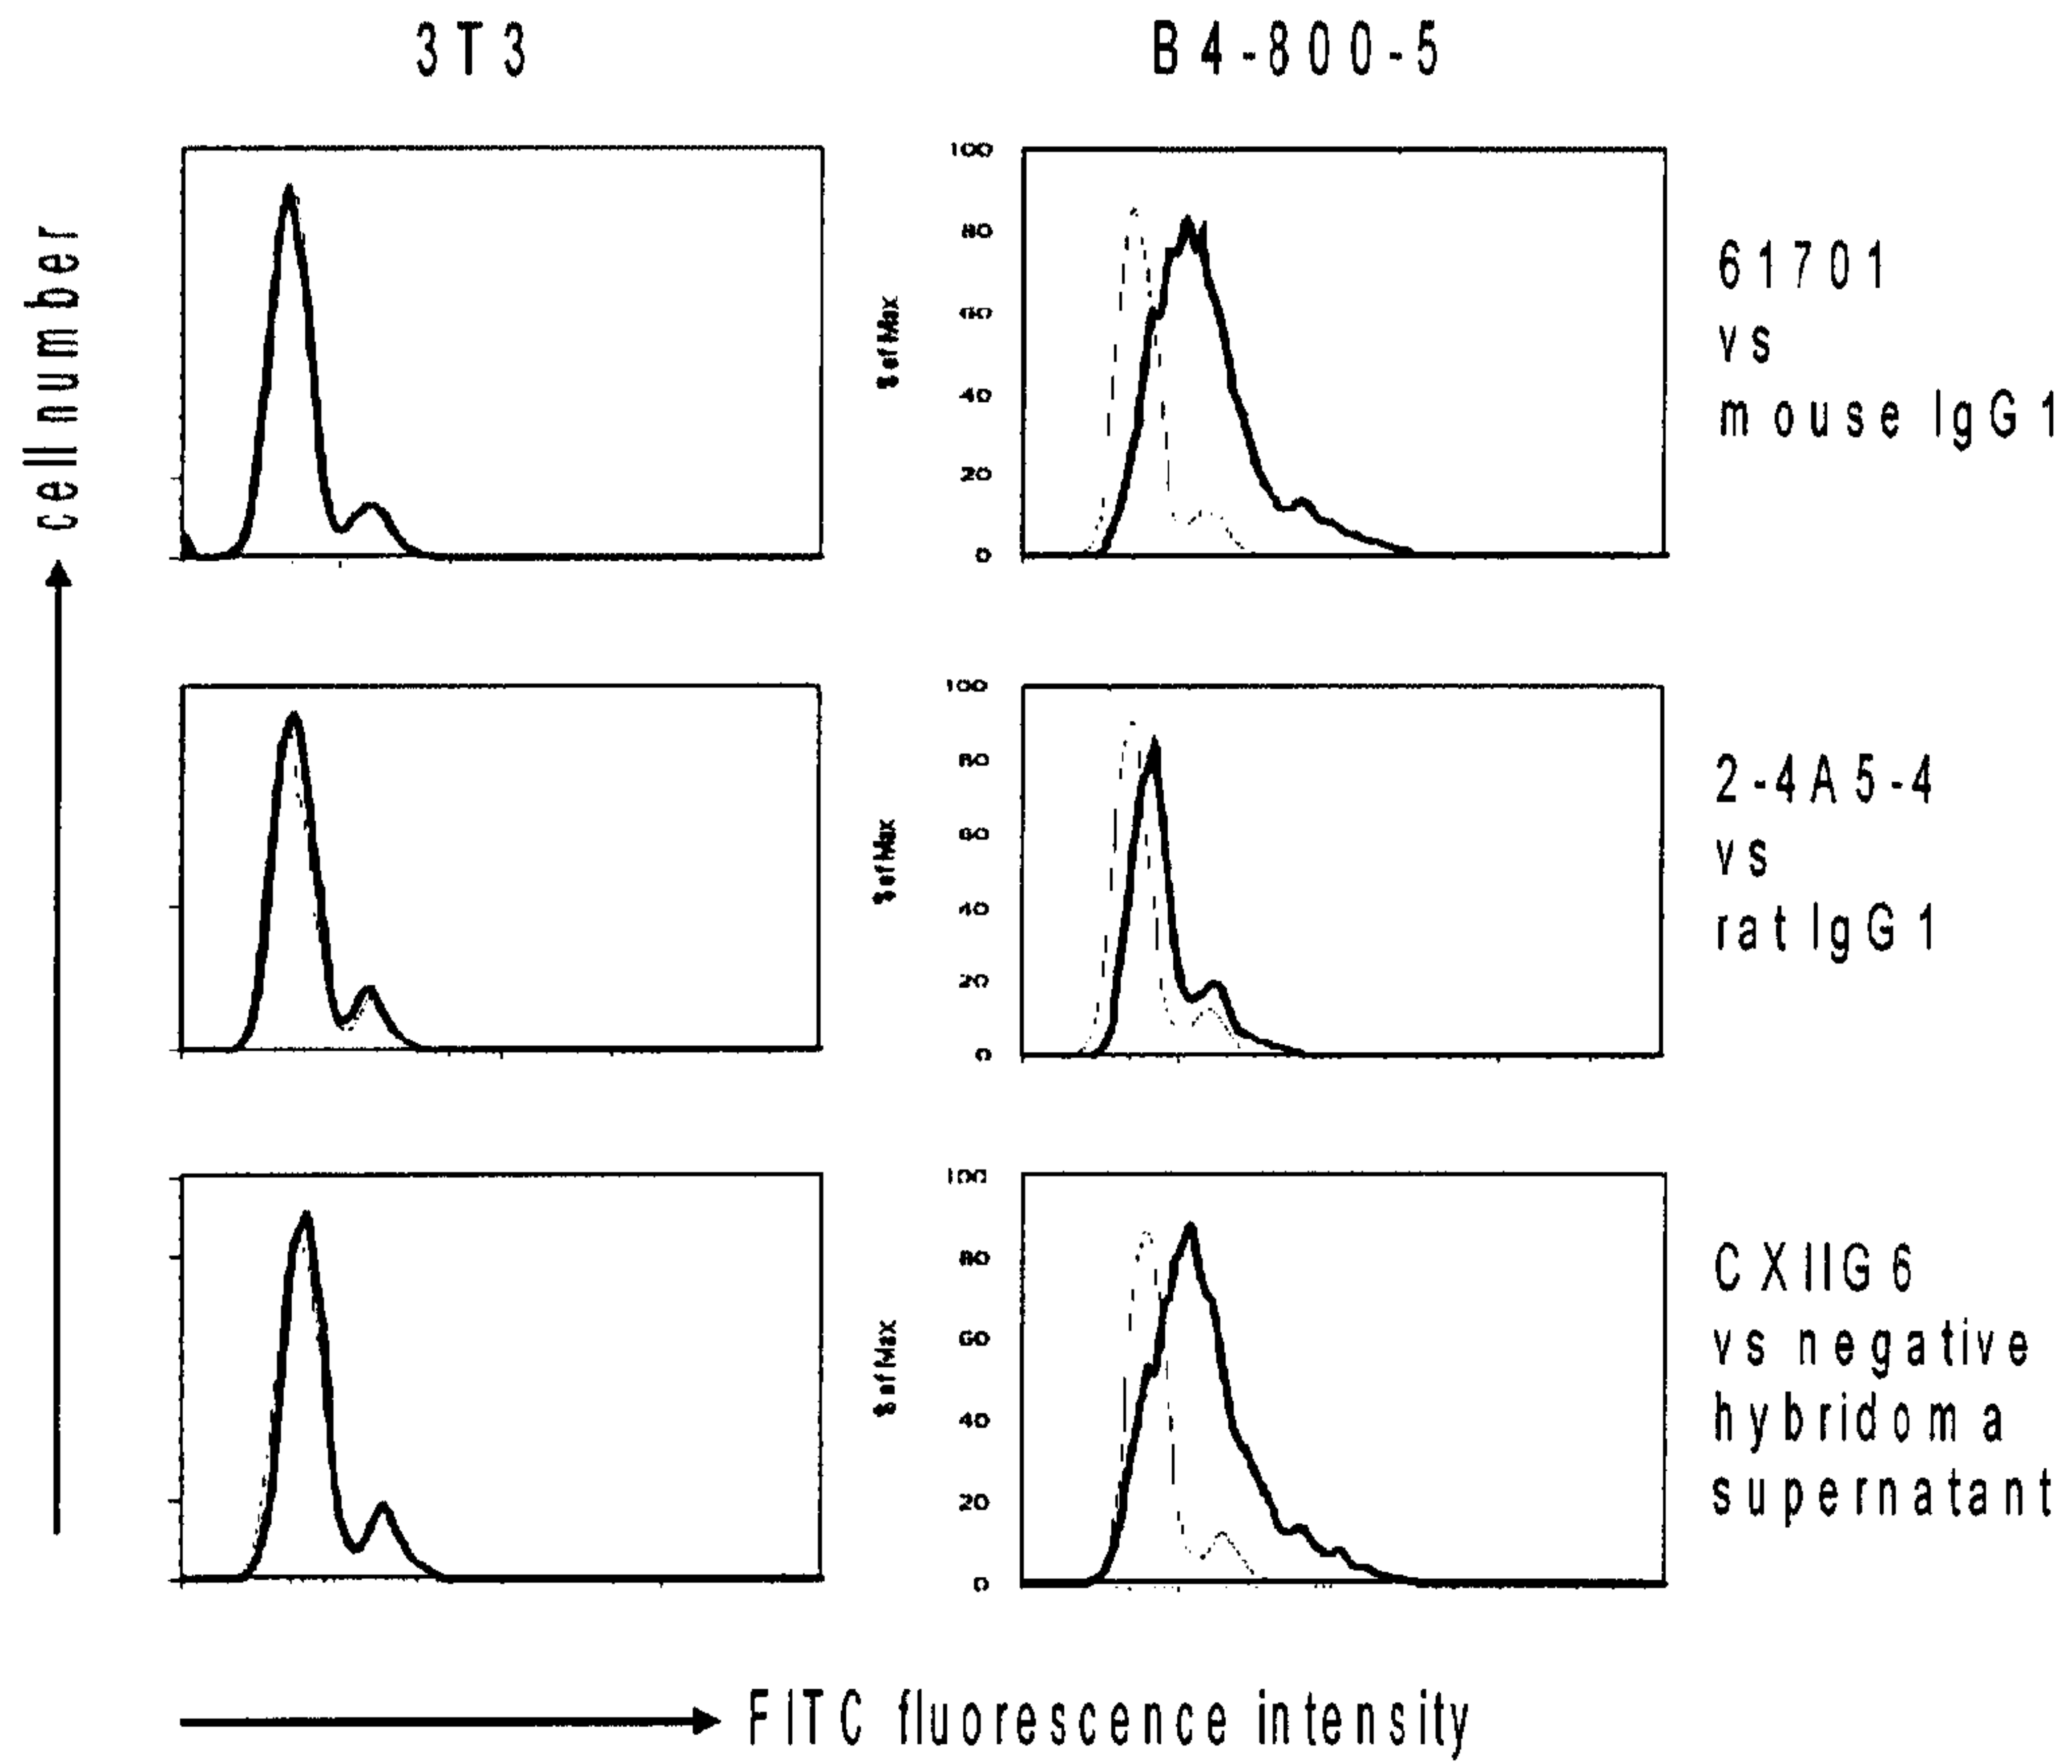 3T3
B4-800-5
cell number
% of Max
100
80
60
40
20
0
61701
vs
mouse IgG1
% of Max
100
80
60
40
20
0
2-4A5-4
vs
rat IgG1
% of Max
100
80
60
40
20
0
CXIIG6
vs negative
hybridoma
supernatant
FITC fluorescence intensity